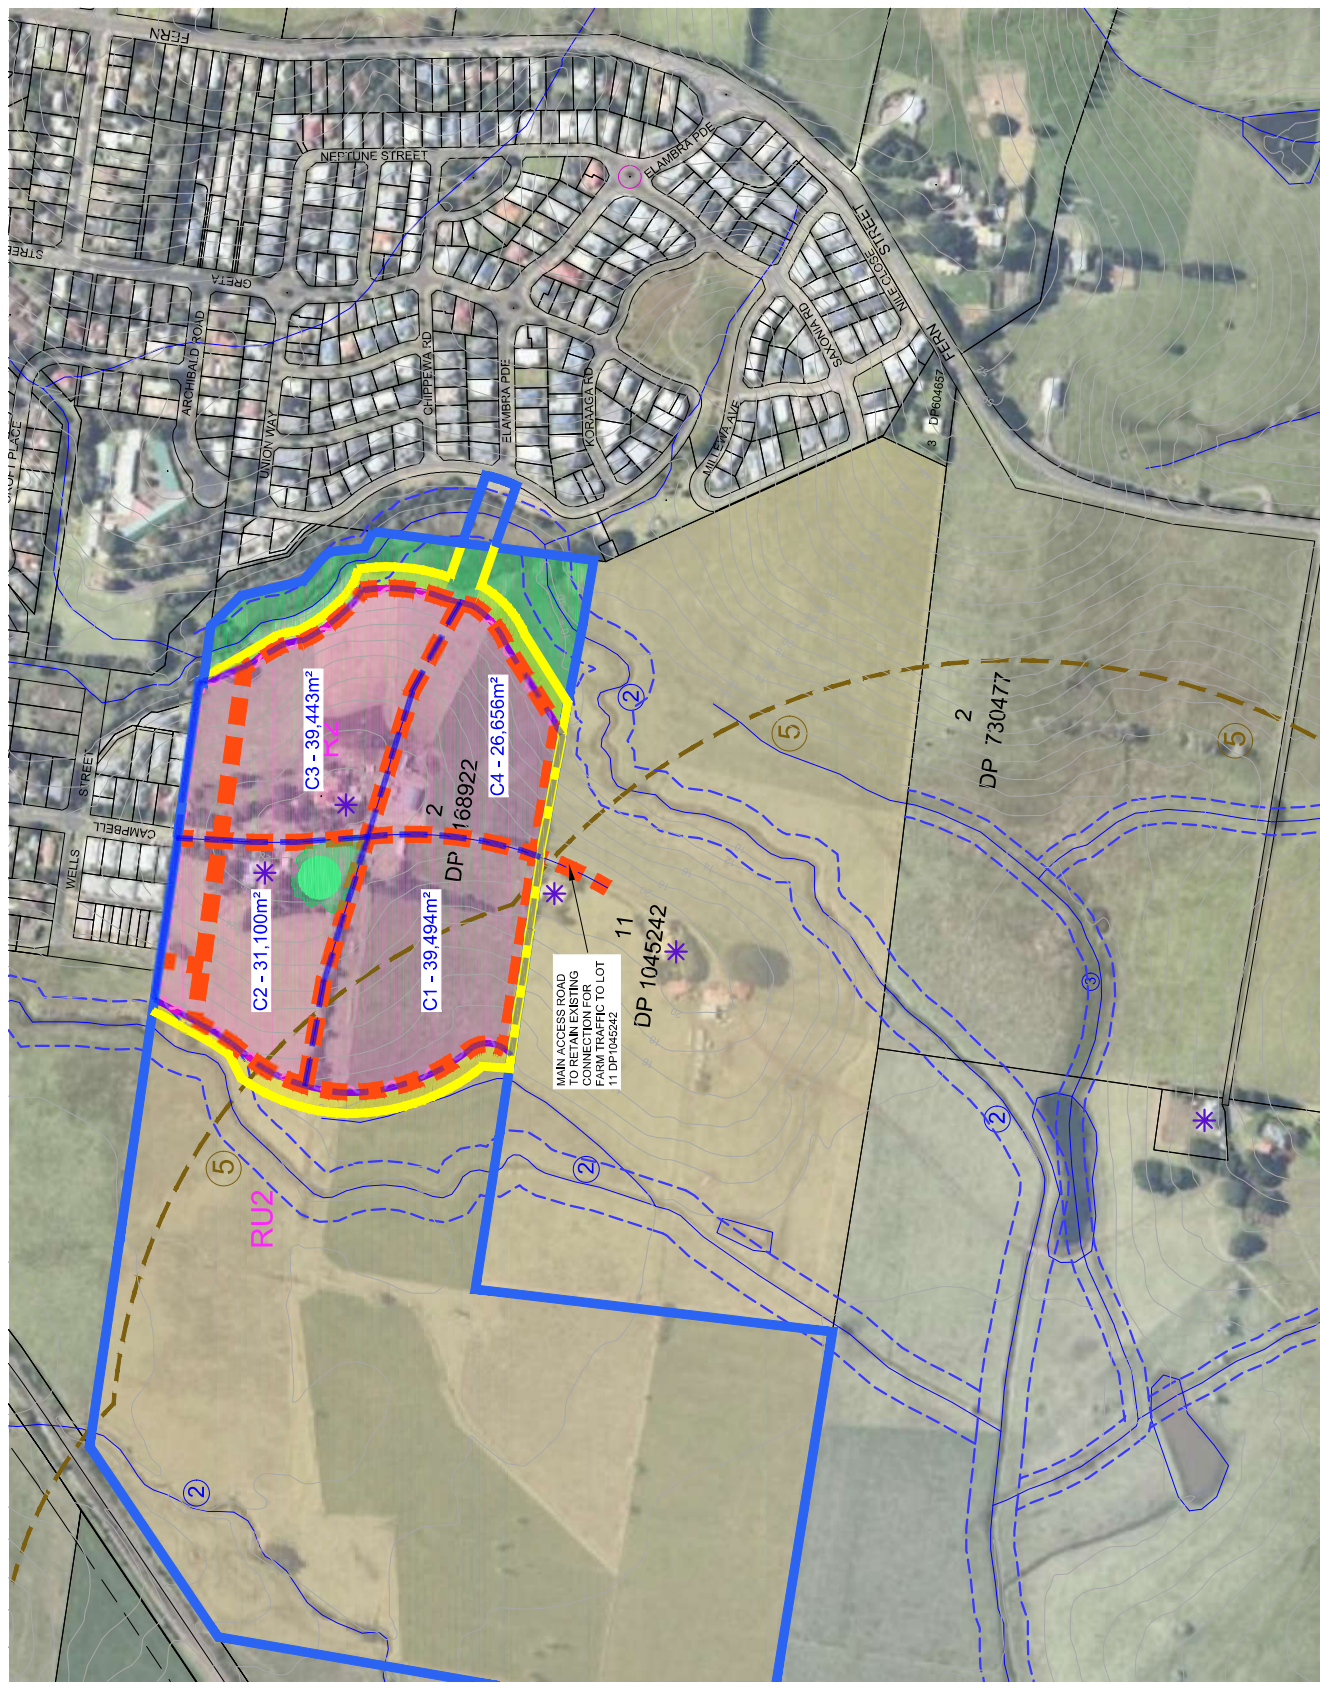 FERN
NEPTUNE STREET
ELAMBRA PDE
GRETA
STREET
ARCHIBALD ROAD
CHIPPEWA RD
ELAMBRA PDE
KORAAGA RD
UNION WAY
MILLEWA AVE
SAXONIA RD
NILE CLOSE
STREET
FERN
3 DP604657
PLACE
C3 - 39,443m²
R2
C4 - 26,656m²
2
DP 168922
C2 - 31,100m²
C1 - 39,494m²
STREET
CAMPBELL
WELLS
2
5
2
DP 730477
5
11
DP 1045242
MAIN ACCESS ROAD
TO RETAIN EXISTING
CONNECTION FOR
FARM TRAFFIC TO LOT
11 DP1045242
3
5
RU2
2
2
2